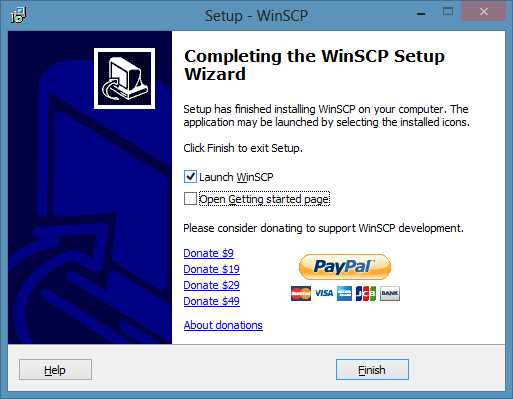 Setup - WinSCP
Completing the WinSCP Setup
Wizard
Setup has finished installing WinSCP on your computer. The
application may be launched by selecting the installed icons.
Click Finish to exit Setup.
Launch WinSCP
Open Getting started page
Please consider donating to support WinSCP development.
Donate $9
Donate $19
Donate $29
Donate $49
PayPal
MasterCard VISA AMEX JCB BANK
About donations
Help
Finish